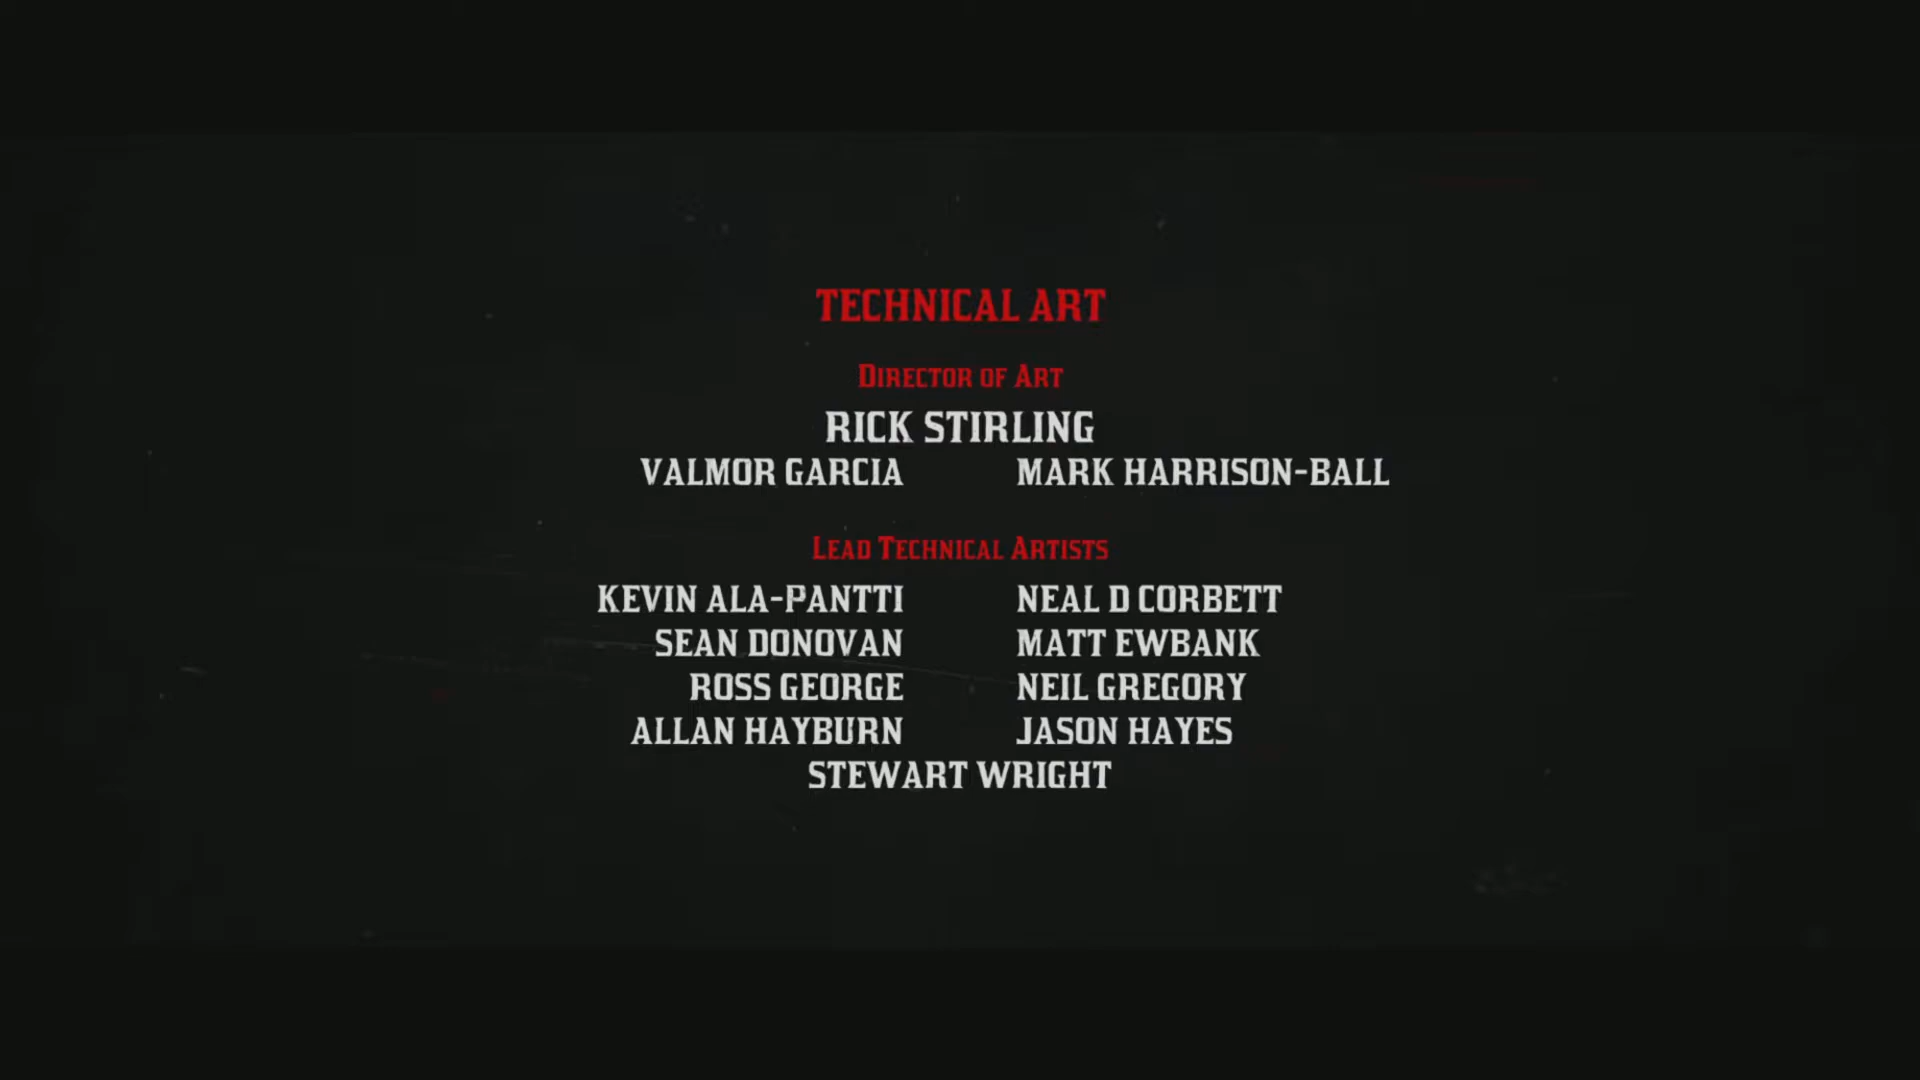 TECHNICAL ART
DIRECTOR OF ART
RICK STIRLING
VALMOR GARCIA MARK HARRISON-BALL
LEAD TECHNICAL ARTISTS
KEVIN ALA-PANTTI NEAL D CORBETT
SEAN DONOVAN MATT EWBANK
ROSS GEORGE NEIL GREGORY
ALLAN HAYBURN JASON HAYES
STEWART WRIGHT